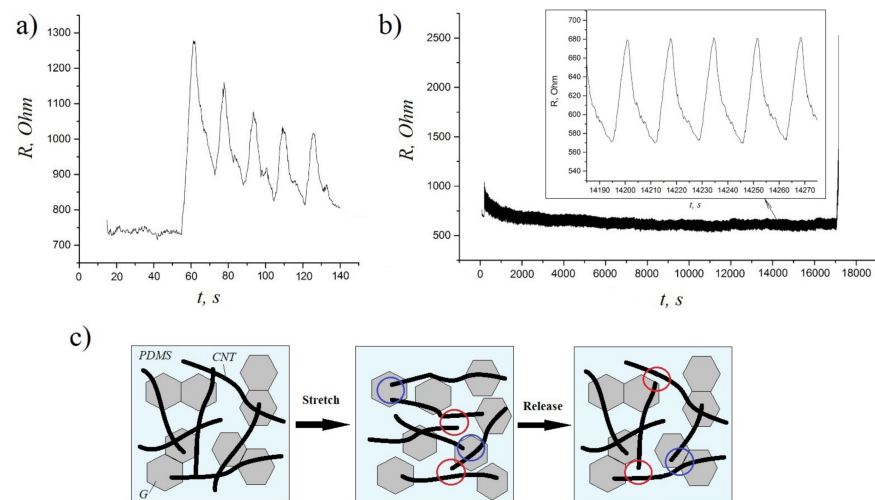 a)
R, Ohm
1300
1200
1100
1000
900
800
700
0 20 40 60 80 100 120 140
t, s
b)
R, Ohm
2500
2000
1500
1000
500
0 2000 4000 6000 8000 10000 12000 14000 16000 18000
t, s
R, Ohm
680
660
640
620
600
580
560
540
14190 14200 14210 14220 14230 14240 14250 14260 14270
t, s
700
c)
PDMS
CNT
G
Stretch
Release